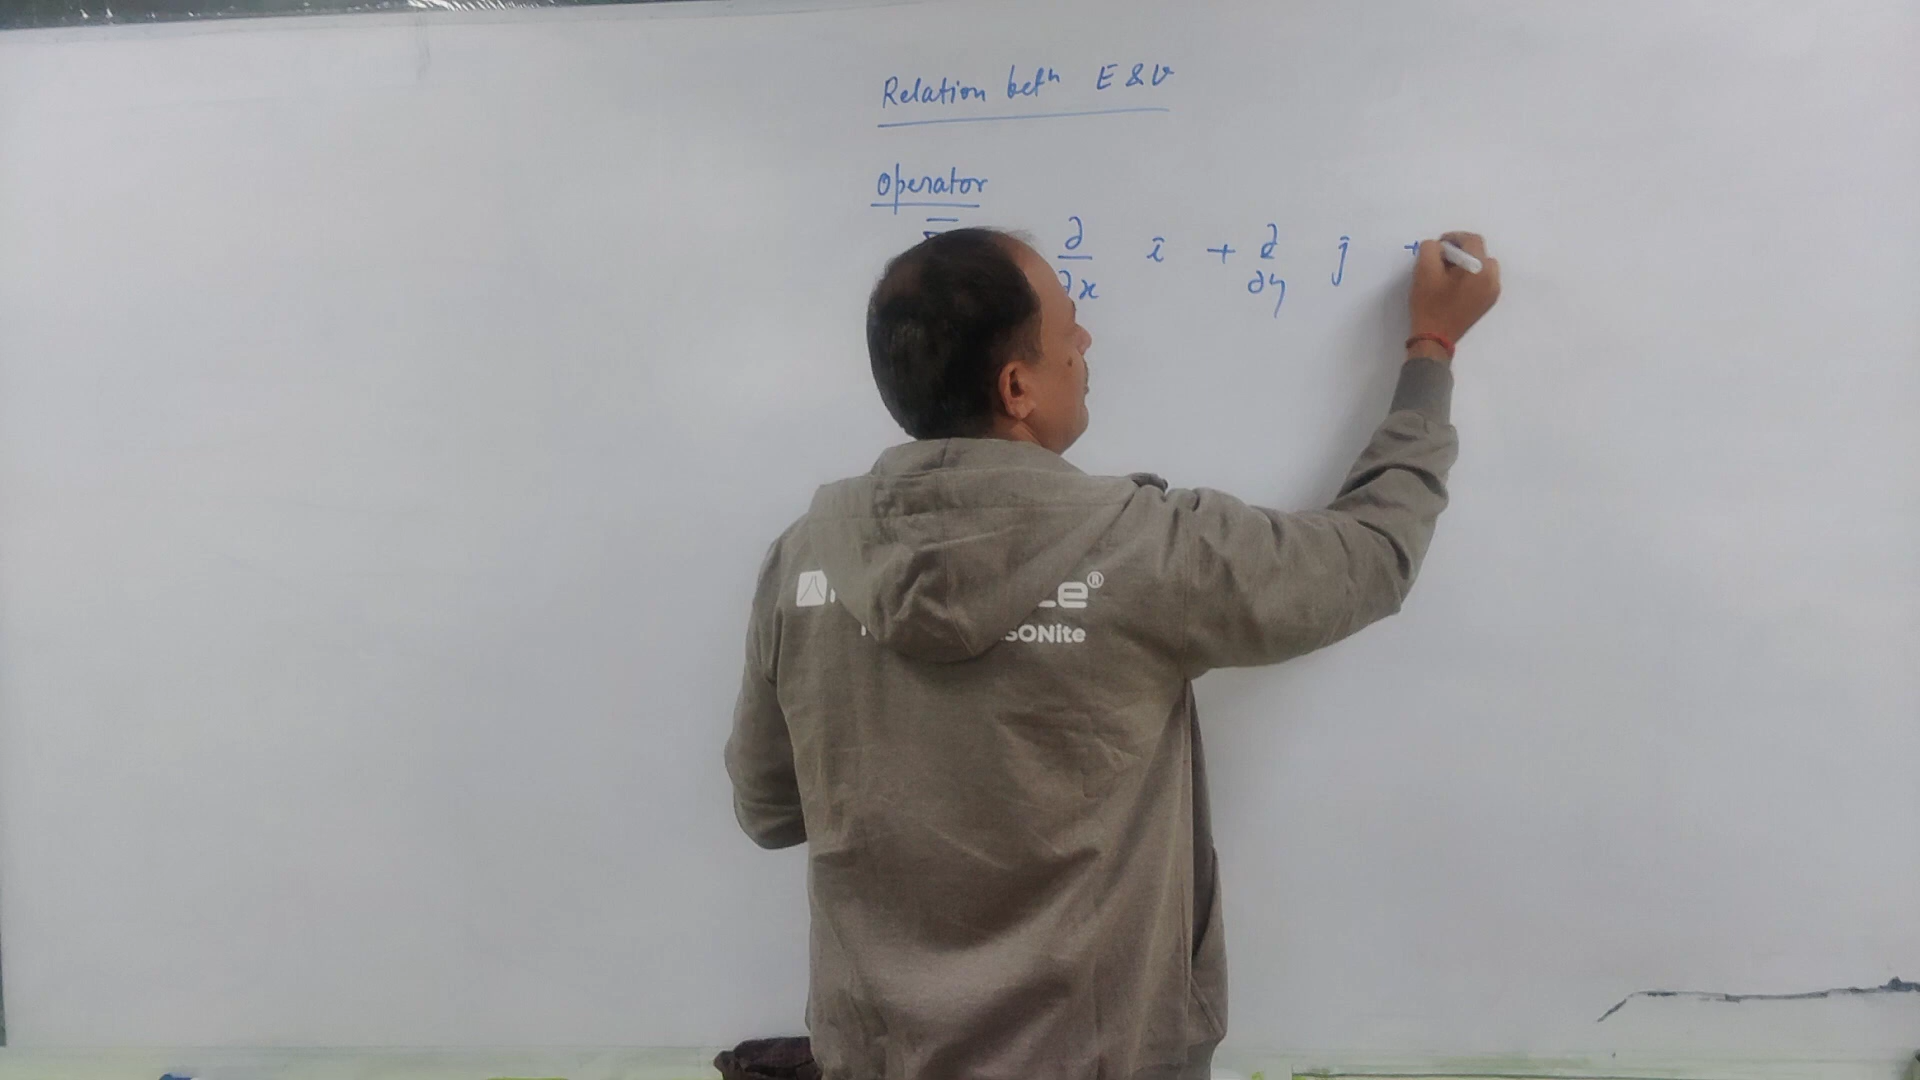 Relation betn E & V
Operator
∂/∂x î + ∂/∂y ĵ +
e®
SONite